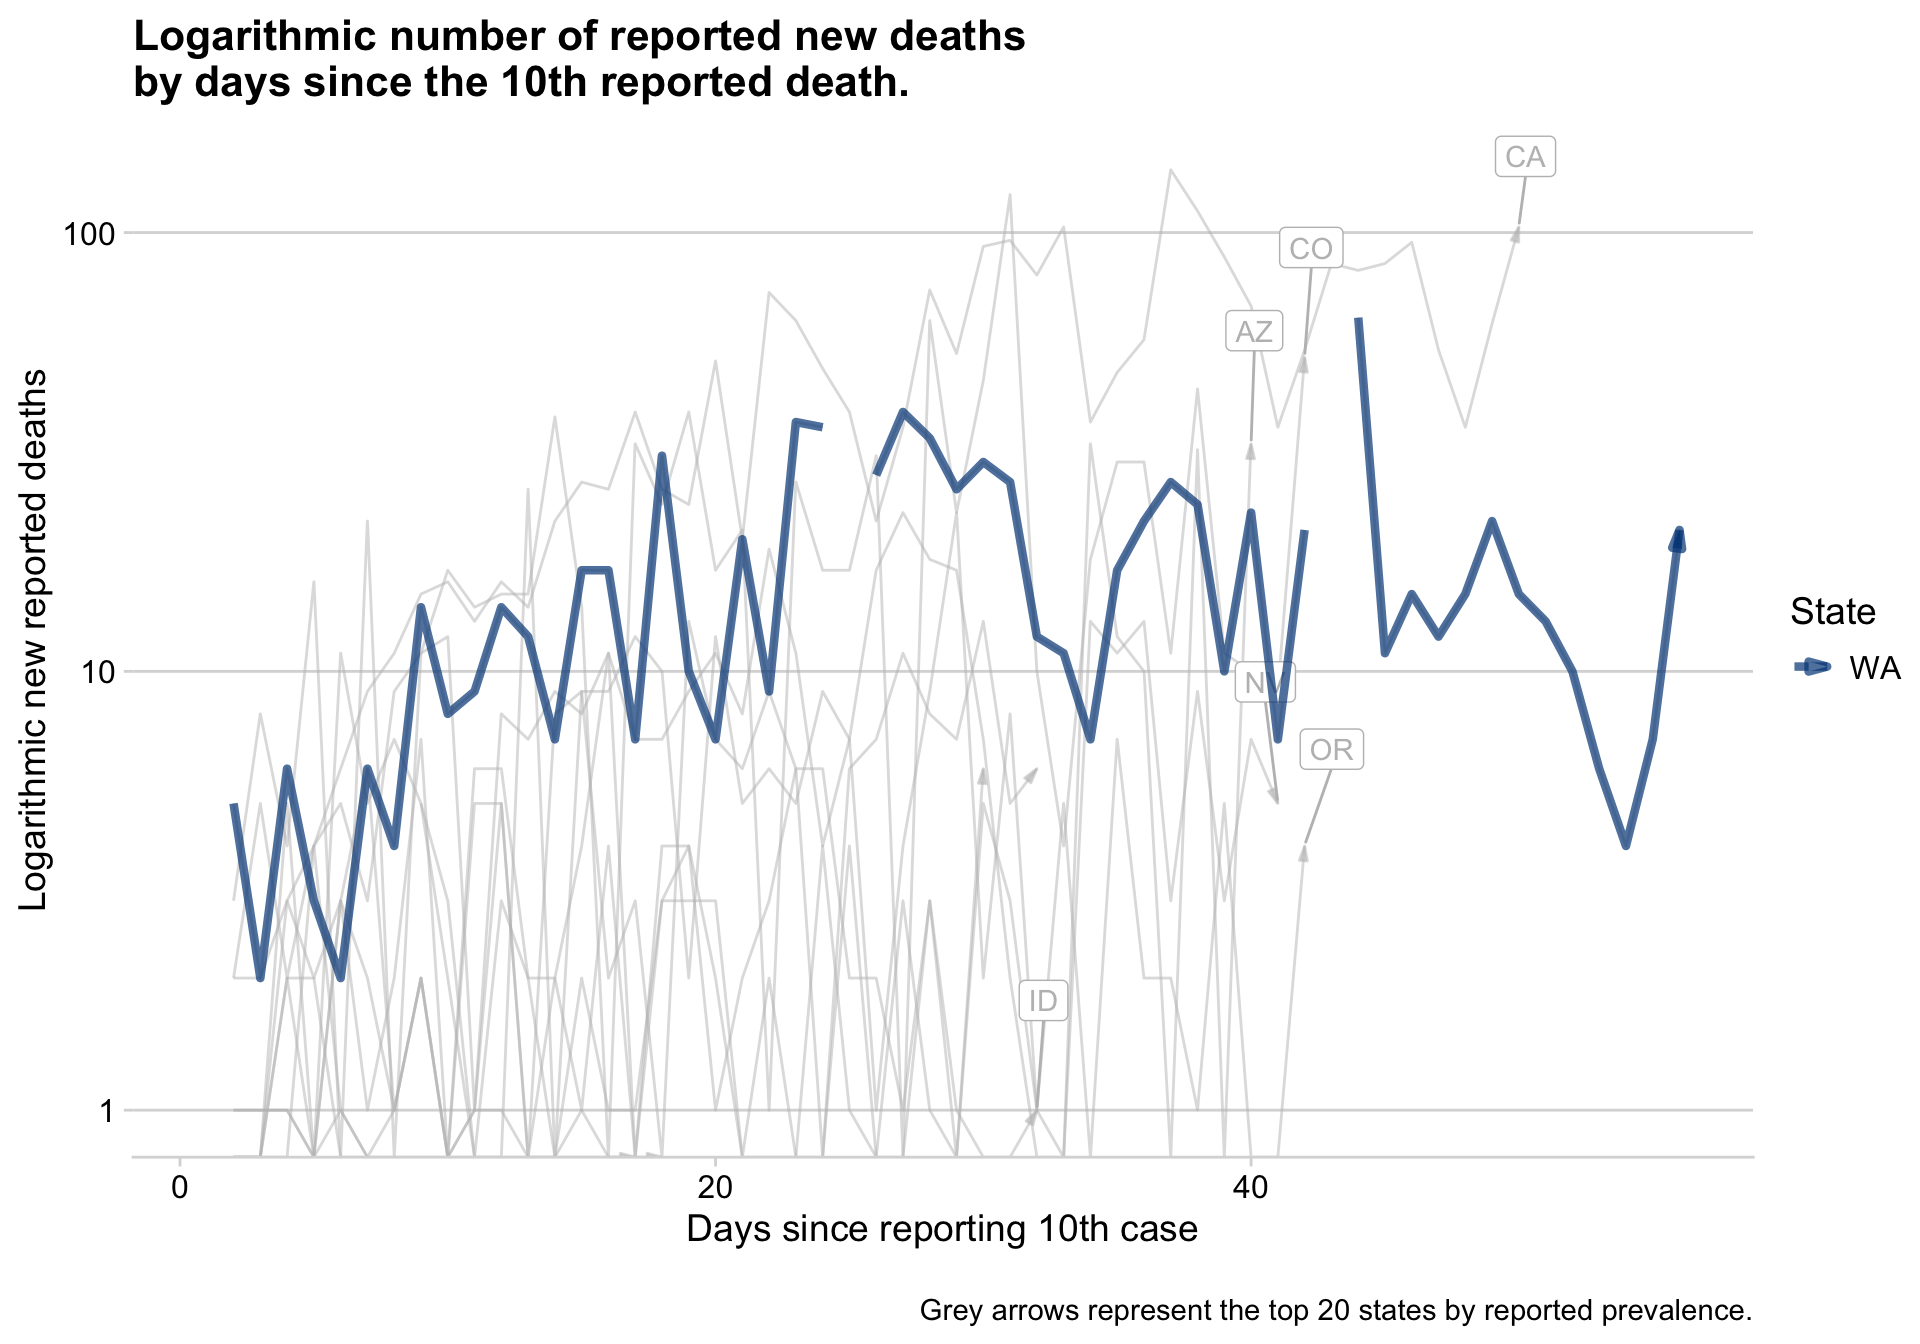 Logarithmic number of reported new deaths
by days since the 10th reported death.
Logarithmic new reported deaths
100
10
1
CA
CO
AZ
OR
ID
State
WA
0 20 40
Days since reporting 10th case
Grey arrows represent the top 20 states by reported prevalence.